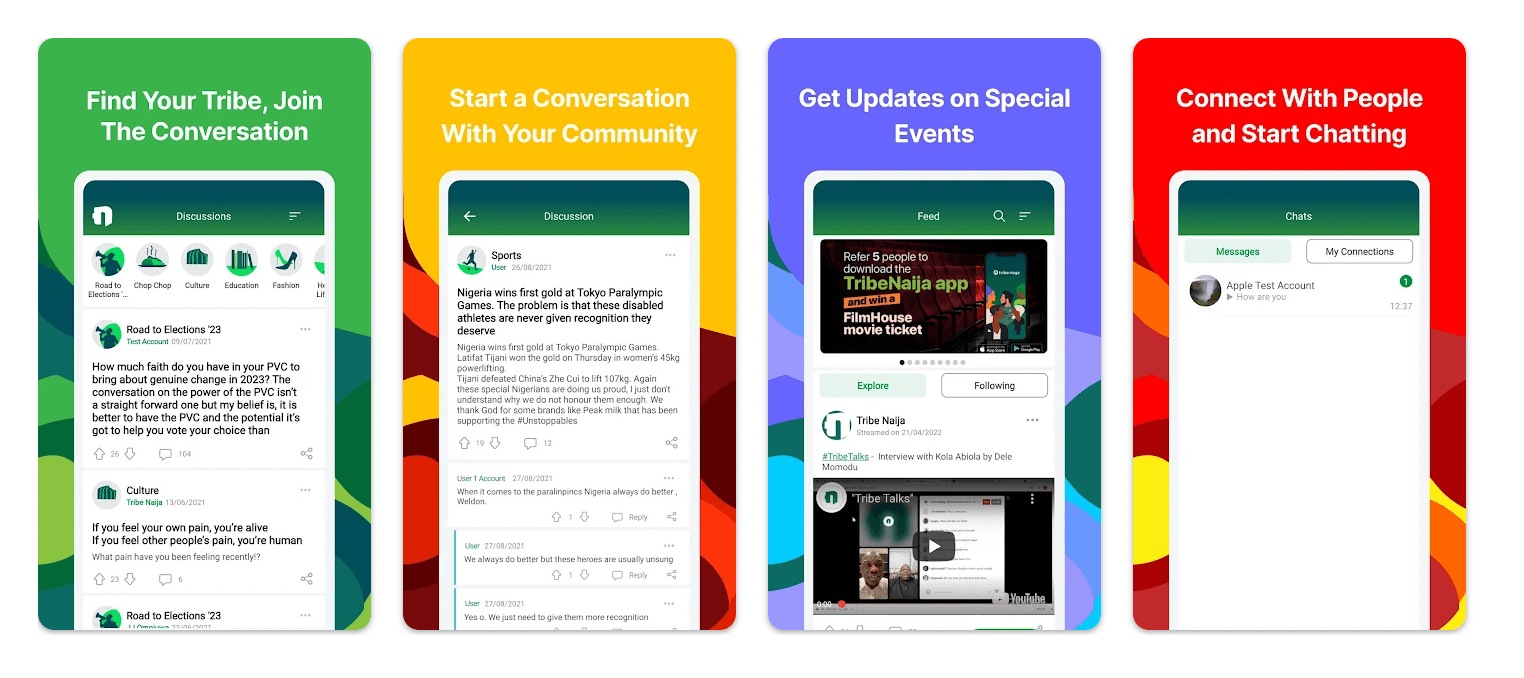 Find Your Tribe, Join
The Conversation
Discussions
Road to
Elections '...
Chop Chop
Culture
Education
Fashion
He
Lif
Road to Elections '23
Test Account 09/07/2021
How much faith do you have in your PVC to
bring about genuine change in 2023? The
conversation on the power of the PVC isn't
a straight forward one but my belief is, it is
better to have the PVC and the potential it's
got to help you vote your choice than
26
104
Culture
Tribe Naija 13/06/2021
If you feel your own pain, you're alive
If you feel other people's pain, you're human
What pain have you been feeling recently!?
23
6
Road to Elections '23
Start a Conversation
With Your Community
Discussion
Sports
User 26/08/2021
Nigeria wins first gold at Tokyo Paralympic
Games. The problem is that these disabled
athletes are never given recognition they
deserve
Nigeria wins first gold at Tokyo Paralympic Games.
Latifat Tijani won the gold on Thursday in women's 45kg
powerlifting.
Tijani defeated China's Zhe Cui to lift 107kg. Again
these special Nigerians are doing us proud, I just don't
understand why we do not honour them enough. We
thank God for some brands like Peak milk that has been
supporting the #Unstoppables
19
12
User 1 Account 27/08/2021
When it comes to the paralinpics Nigeria always do better ,
Weldon.
1
Reply
User 27/08/2021
We always do better but these heroes are usually unsung
1
Reply
User 27/08/2021
Yes o. We just need to give them more recognition
Get Updates on Special
Events
Feed
Refer 5 people to
download the
TribeNaija app
and win a
FilmHouse
movie ticket
tribenaija
App Store
Google Play
Explore
Following
Tribe Naija
Streamed on 21/04/2022
#TribeTalks - Interview with Kola Abiola by Dele
Momodu
"Tribe Talks"
0:00
YouTube
Connect With People
and Start Chatting
Chats
Messages
My Connections
Apple Test Account
1
How are you
12:37